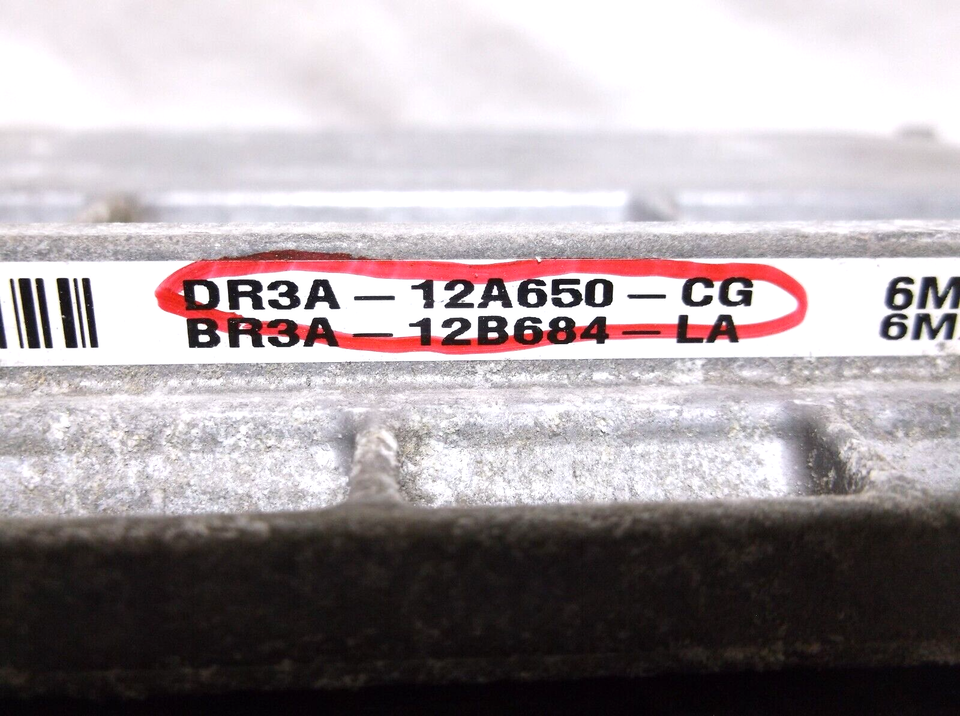 DR3A – 12A650 – CG
BR3A – 12B684 – LA